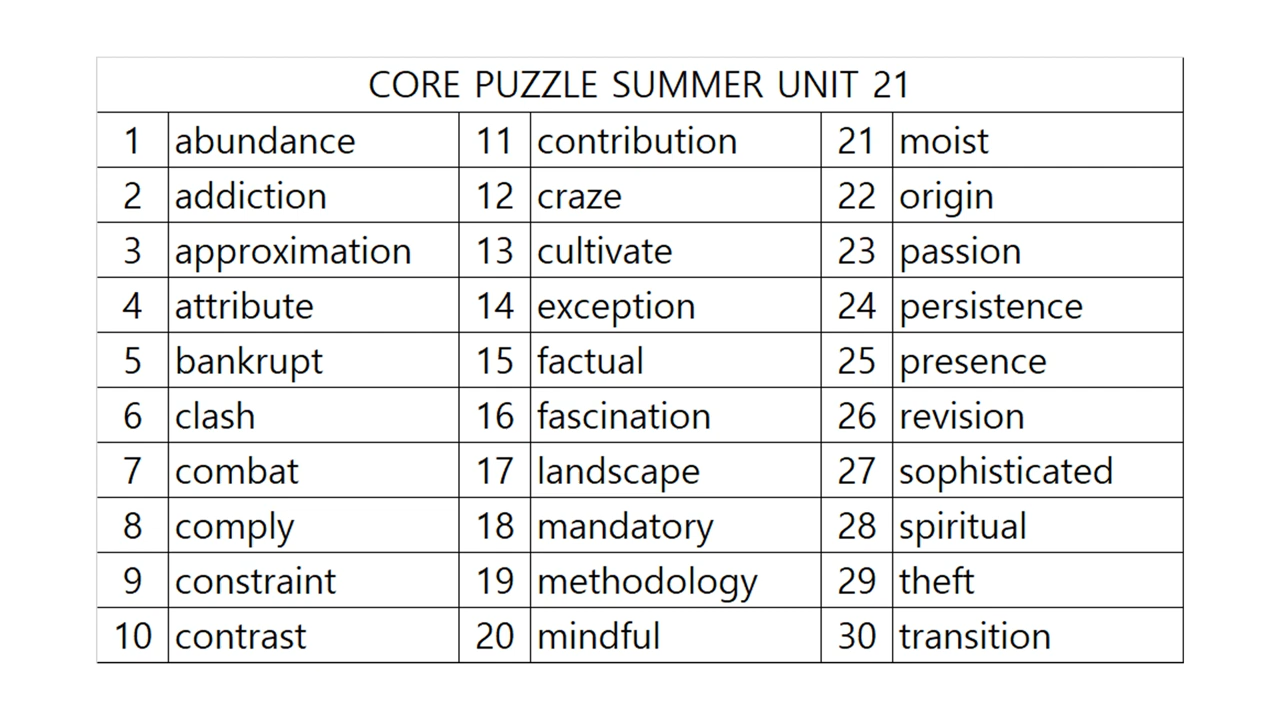 CORE PUZZLE SUMMER UNIT 21
1 abundance 11 contribution 21 moist
2 addiction 12 craze 22 origin
3 approximation 13 cultivate 23 passion
4 attribute 14 exception 24 persistence
5 bankrupt 15 factual 25 presence
6 clash 16 fascination 26 revision
7 combat 17 landscape 27 sophisticated
8 comply 18 mandatory 28 spiritual
9 constraint 19 methodology 29 theft
10 contrast 20 mindful 30 transition